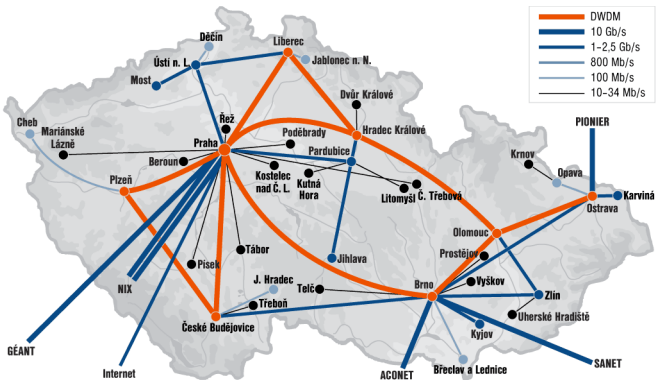 DWDM
10 Gb/s
1–2,5 Gb/s
800 Mb/s
100 Mb/s
10–34 Mb/s
Děčín
Liberec
Ústí n. L.
Jablonec n. N.
Most
Dvůr Králové
Cheb
Řež
Poděbrady
Hradec Králové
PIONIER
Mariánské
Lázně
Praha
Pardubice
Beroun
Kostelec
nad Č. L.
Kutná
Hora
Litomyšl
Č. Třebová
Krnov
Opava
Plzeň
Ostrava
Karviná
Olomouc
Písek
Tábor
Jihlava
Prostějov
NIX
J. Hradec
Telč
Brno
Vyškov
Zlín
Třeboň
České Budějovice
Uherské Hradiště
Kyjov
GÉANT
Internet
ACONET
Břeclav a Lednice
SANET